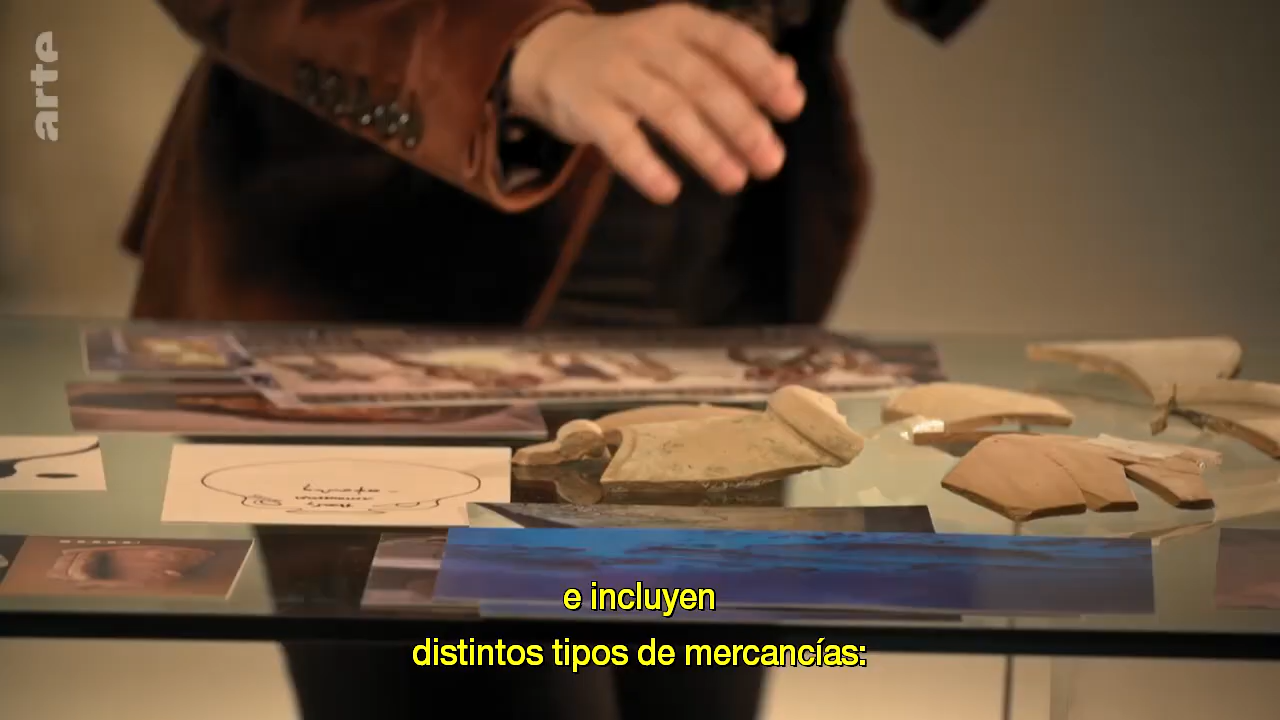 arte
e incluyen
distintos tipos de mercancías: